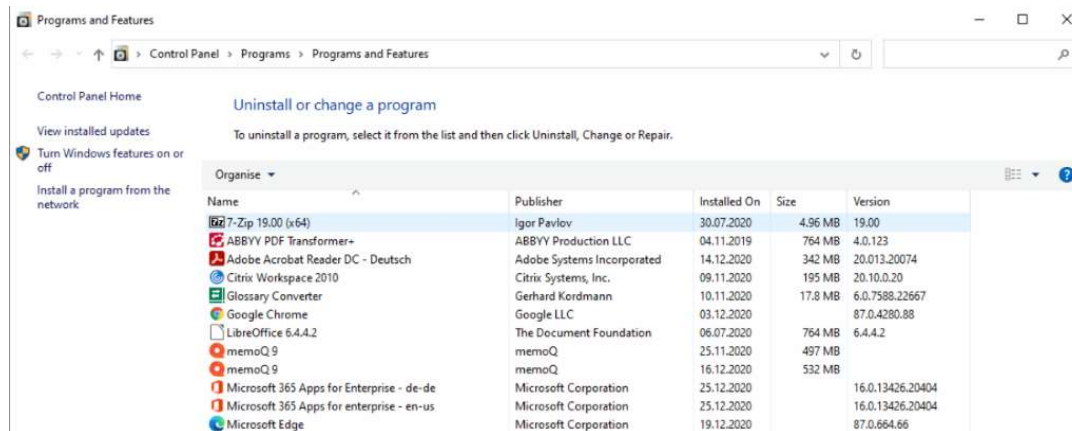 Programs and Features
Control Panel > Programs > Programs and Features
Control Panel Home
View installed updates
Turn Windows features on or
off
Install a program from the
network
Uninstall or change a program
To uninstall a program, select it from the list and then click Uninstall, Change or Repair.
Organise
Name Publisher Installed On Size Version
7-Zip 19.00 (x64) Igor Pavlov 30.07.2020 4.96 MB 19.00
ABBYY PDF Transformer+ ABBYY Production LLC 04.11.2019 764 MB 4.0.123
Adobe Acrobat Reader DC - Deutsch Adobe Systems Incorporated 14.12.2020 342 MB 20.013.20074
Citrix Workspace 2010 Citrix Systems, Inc. 09.11.2020 195 MB 20.10.0.20
Glossary Converter Gerhard Kordmann 10.11.2020 17.8 MB 6.0.7588.22667
Google Chrome Google LLC 03.12.2020 87.0.4280.88
LibreOffice 6.4.4.2 The Document Foundation 06.07.2020 764 MB 6.4.4.2
memoQ 9 memoQ 25.11.2020 497 MB
memoQ 9 memoQ 16.12.2020 532 MB
Microsoft 365 Apps for Enterprise - de-de Microsoft Corporation 25.12.2020 16.0.13426.20404
Microsoft 365 Apps for enterprise - en-us Microsoft Corporation 25.12.2020 16.0.13426.20404
Microsoft Edge Microsoft Corporation 19.12.2020 87.0.664.66